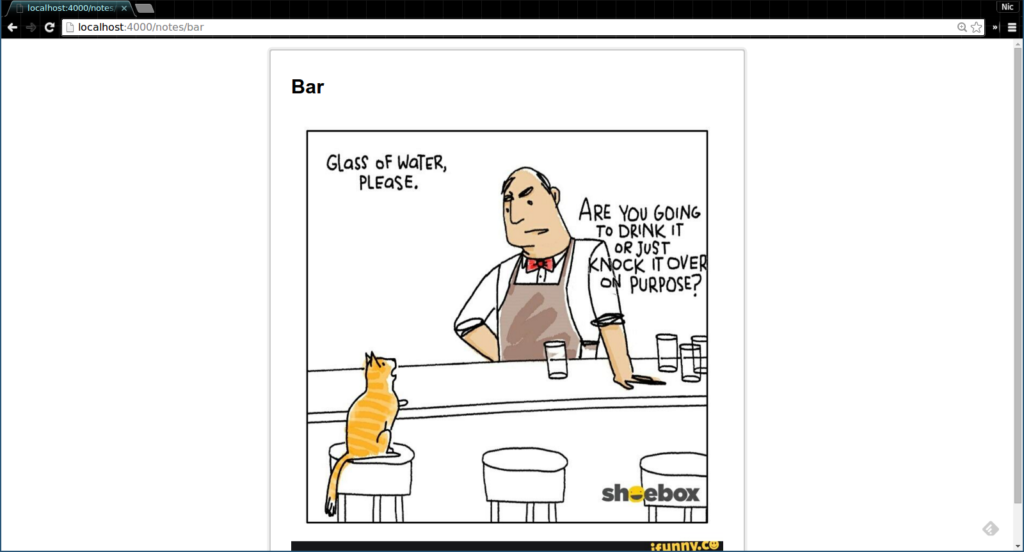 localhost:4000/notes
Nic
localhost:4000/notes/bar
Bar
GLASS OF WATER,
PLEASE.
ARE YOU GOING
TO DRINK IT
OR JUST
KNOCK IT OVER
ON PURPOSE?
shoebox
ifunny.co